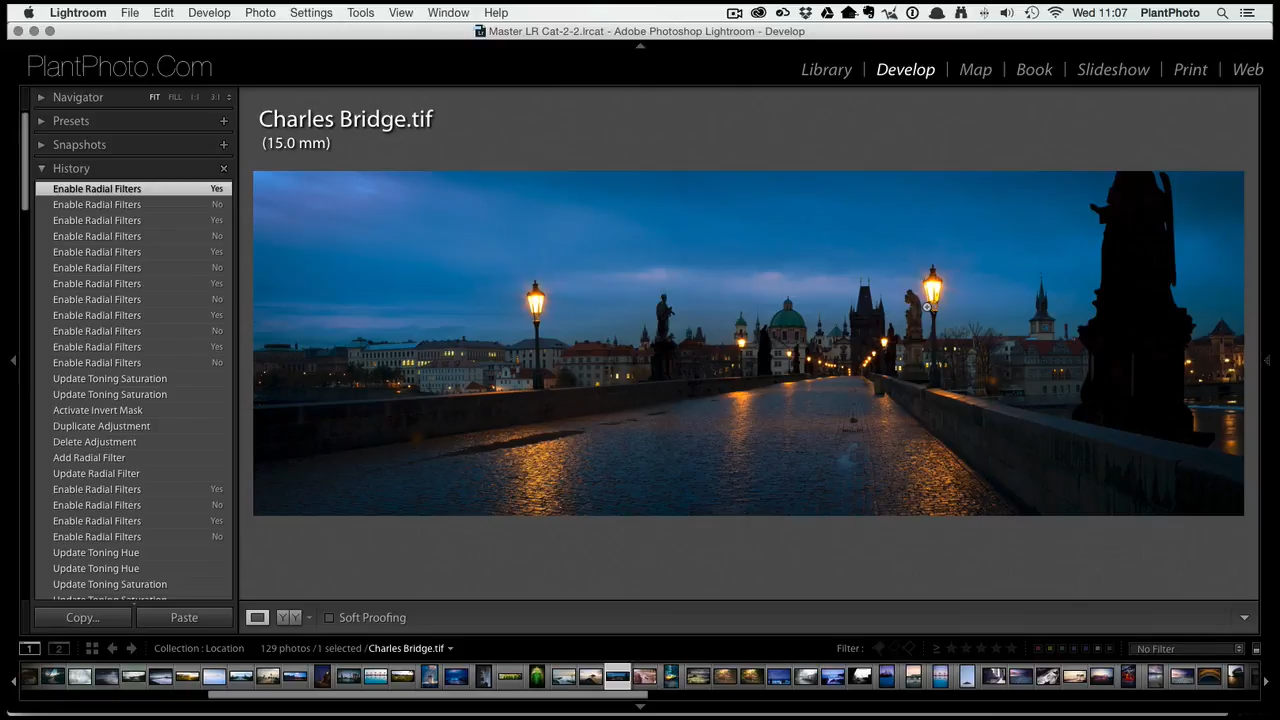 Lightroom File Edit Develop Photo Settings Tools View Window Help Wed 11:07 PlantPhoto
Master LR Cat-2-2.lrcat - Adobe Photoshop Lightroom - Develop
PlantPhoto.Com
Library | Develop | Map | Book | Slideshow | Print | Web
Navigator FIT FILL 1:1 3:1
Presets
Snapshots
History
Enable Radial Filters Yes
Enable Radial Filters No
Enable Radial Filters Yes
Enable Radial Filters No
Enable Radial Filters Yes
Enable Radial Filters No
Enable Radial Filters Yes
Enable Radial Filters No
Enable Radial Filters Yes
Enable Radial Filters No
Enable Radial Filters Yes
Enable Radial Filters No
Update Toning Saturation
Update Toning Saturation
Activate Invert Mask
Duplicate Adjustment
Delete Adjustment
Add Radial Filter
Update Radial Filter
Enable Radial Filters Yes
Enable Radial Filters No
Enable Radial Filters Yes
Enable Radial Filters No
Update Toning Hue
Update Toning Hue
Update Toning Saturation
Update Toning Saturation
Copy... Paste
Charles Bridge.tif
(15.0 mm)
Y Y Soft Proofing
1 2 Collection : Location 129 photos / 1 selected / Charles Bridge.tif Filter : No Filter